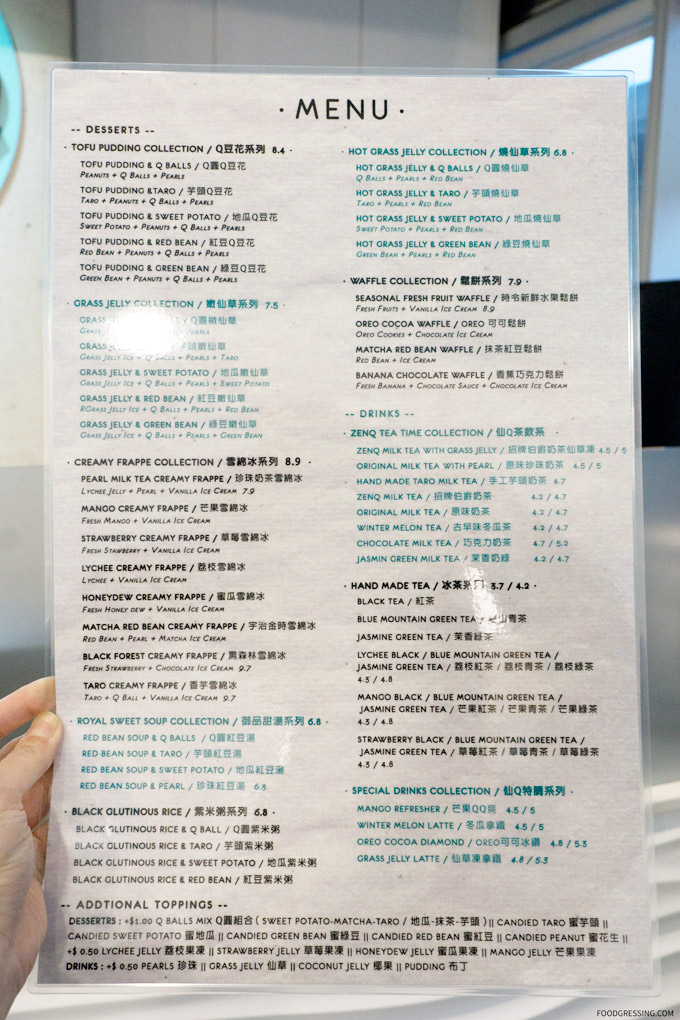 · MENU ·
-- DESSERTS --
· TOFU PUDDING COLLECTION / Q豆花系列 8.4 ·
TOFU PUDDING & Q BALLS / Q圓Q豆花
PEANUTS + Q BALLS + PEARLS
TOFU PUDDING &TARO / 芋頭Q豆花
TARO + PEANUTS + Q BALLS + PEARLS
TOFU PUDDING & SWEET POTATO / 地瓜Q豆花
SWEET POTATO + PEANUTS + Q BALLS + PEARLS
TOFU PUDDING & RED BEAN / 紅豆Q豆花
RED BEAN + PEANUTS + Q BALLS + PEARLS
TOFU PUDDING & GREEN BEAN / 綠豆Q豆花
GREEN BEAN + PEANUTS + Q BALLS + PEARLS
· GRASS JELLY COLLECTION / 嫩仙草系列 7.5 ·
Q圓嫩仙草
PEARLS
芋頭嫩仙草
GRASS JELLY ICE + Q BALLS + PEARLS + TARO
GRASS JELLY & SWEET POTATO / 地瓜嫩仙草
GRASS JELLY ICE + Q BALLS + PEARLS + SWEET POTATO
GRASS JELLY & RED BEAN / 紅豆嫩仙草
RGRASS JELLY ICE + Q BALLS + PEARLS + RED BEAN
GRASS JELLY & GREEN BEAN / 綠豆嫩仙草
GRASS JELLY ICE + Q BALLS + PEARLS + GREEN BEAN
· CREAMY FRAPPE COLLECTION / 雪綿冰系列 8.9 ·
PEARL MILK TEA CREAMY FRAPPE / 珍珠奶茶雪綿冰
LYCHEE JELLY + PEARL + VANILLA ICE CREAM 7.9
MANGO CREAMY FRAPPE / 芒果雪綿冰
FRESH MANGO + VANILLA ICE CREAM
STRAWBERRY CREAMY FRAPPE / 草莓雪綿冰
FRESH STAWBERRY + VANILLA ICE CREAM
LYCHEE CREAMY FRAPPE / 荔枝雪綿冰
LYCHEE + VANILLA ICE CREAM
HONEYDEW CREAMY FRAPPE / 蜜瓜雪綿冰
FRESH HONEY DEW + VANILLA ICE CREAM
MATCHA RED BEAN CREAMY FRAPPE / 宇治金時雪綿冰
RED BEAN + PEARL + MATCHA ICE CREAM
BLACK FOREST CREAMY FRAPPE / 黑森林雪綿冰
FRESH STRAWBERRY + CHOCOLATE ICE CREAM 9.7
TARO CREAMY FRAPPE / 香芋雪綿冰
TARO + Q BALL + VANILLA ICE CREAM 9.7
· ROYAL SWEET SOUP COLLECTION / 御品甜湯系列 6.8 ·
RED BEAN SOUP & Q BALLS / Q圓紅豆湯
RED BEAN SOUP & TARO / 芋頭紅豆湯
RED BEAN SOUP & SWEET POTATO / 地瓜紅豆湯
RED BEAN SOUP & PEARL / 珍珠紅豆湯 6.3
· BLACK GLUTINOUS RICE / 紫米粥系列 6.8 ·
BLACK GLUTINOUS RICE & Q BALL / Q圓紫米粥
BLACK GLUTINOUS RICE & TARO / 芋頭紫米粥
BLACK GLUTINOUS RICE & SWEET POTATO / 地瓜紫米粥
BLACK GLUTINOUS RICE & RED BEAN / 紅豆紫米粥
· HOT GRASS JELLY COLLECTION / 燒仙草系列 6.8 ·
HOT GRASS JELLY & Q BALLS / Q圓燒仙草
Q BALLS + PEARLS + RED BEAN
HOT GRASS JELLY & TARO / 芋頭燒仙草
TARO + PEARLS + RED BEAN
HOT GRASS JELLY & SWEET POTATO / 地瓜燒仙草
SWEET POTATO + PEARLS + RED BEAN
HOT GRASS JELLY & GREEN BEAN / 綠豆燒仙草
GREEN BEAN + PEARLS + RED BEAN
· WAFFLE COLLECTION / 鬆餅系列 7.9 ·
SEASONAL FRESH FRUIT WAFFLE / 時令新鮮水果鬆餅
FRESH FRUITS + VANILLA ICE CREAM 8.9
OREO COCOA WAFFLE / OREO 可可鬆餅
OREO COOKIES + CHOCOLATE ICE CREAM
MATCHA RED BEAN WAFFLE / 抹茶紅豆鬆餅
RED BEAN + ICE CREAM
BANANA CHOCOLATE WAFFLE / 香蕉巧克力鬆餅
FRESH BANANA + CHOCOLATE SAUCE + CHOCOLATE ICE CREAM
-- DRINKS --
· ZENQ TEA TIME COLLECTION / 仙Q茶飲系 ·
ZENQ MILK TEA WITH GRASS JELLY / 招牌伯爵奶茶仙草凍 4.5 / 5
ORIGINAL MILK TEA WITH PEARL / 原味珍珠奶茶 4.5 / 5
HAND MADE TARO MILK TEA / 手工芋頭奶茶 4.7
ZENQ MILK TEA / 招牌伯爵奶茶 4.2 / 4.7
ORIGINAL MILK TEA / 原味奶茶 4.2 / 4.7
WINTER MELON TEA / 古早味冬瓜茶 4.2 / 4.7
CHOCOLATE MILK TEA / 巧克力奶茶 4.7 / 5.2
JASMIN GREEN MILK TEA / 茉香奶綠 4.2 / 4.7
· HAND MADE TEA / 冰茶系 3.7 / 4.2 ·
BLACK TEA / 紅茶
BLUE MOUNTAIN GREEN TEA / 山青茶
JASMINE GREEN TEA / 茉香綠茶
LYCHEE BLACK / BLUE MOUNTAIN GREEN TEA /
JASMINE GREEN TEA / 荔枝紅茶 / 荔枝青茶 / 荔枝綠茶
4.3 / 4.8
MANGO BLACK / BLUE MOUNTAIN GREEN TEA /
JASMINE GREEN TEA / 芒果紅茶 / 芒果青茶 / 芒果綠茶
4.3 / 4.8
STRAWBERRY BLACK / BLUE MOUNTAIN GREEN TEA /
JASMINE GREEN TEA / 草莓紅茶 / 草莓青茶 / 草莓綠茶
4.3 / 4.8
· SPECIAL DRINKS COLLECTION / 仙Q特調系列 ·
MANGO REFRESHER / 芒果QQ爽 4.5 / 5
WINTER MELON LATTE / 冬瓜拿鐵 4.5 / 5
OREO COCOA DIAMOND / OREO可可冰鑽 4.8 / 5.3
GRASS JELLY LATTE / 仙草凍拿鐵 4.8 / 5.3
-- ADDTIONAL TOPPINGS --
DESSERTRS : +$1.00 Q BALLS MIX Q圓組合 ( SWEET POTATO-MATCHA-TARO / 地瓜-抹茶-芋頭 ) || CANDIED TARO 蜜芋頭 ||
CANDIED SWEET POTATO 蜜地瓜 || CANDIED GREEN BEAN 蜜綠豆 || CANDIED RED BEAN 蜜紅豆 || CANDIED PEANUT 蜜花生 ||
+$ 0.50 LYCHEE JELLY 荔枝果凍 || STRAWBERRY JELLY 草莓果凍 || HONEYDEW JELLY 蜜瓜果凍 || MANGO JELLY 芒果果凍
DRINKS : +$ 0.50 PEARLS 珍珠 || GRASS JELLY 仙草 || COCONUT JELLY 椰果 || PUDDING 布丁
FOODGRESSING.COM